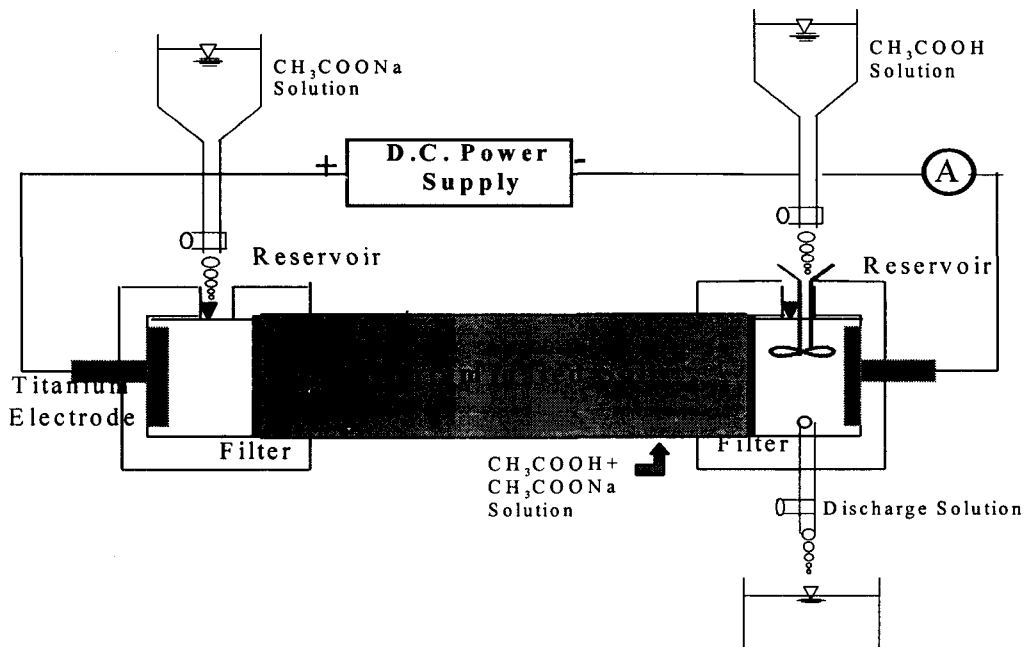 CH₃COONa
Solution
CH₃COOH
Solution
+
D.C. Power
Supply
-
A
Reservoir
Reservoir
Titanium
Electrode
Filter
Filter
CH₃COOH+
CH₃COONa
Solution
Discharge Solution